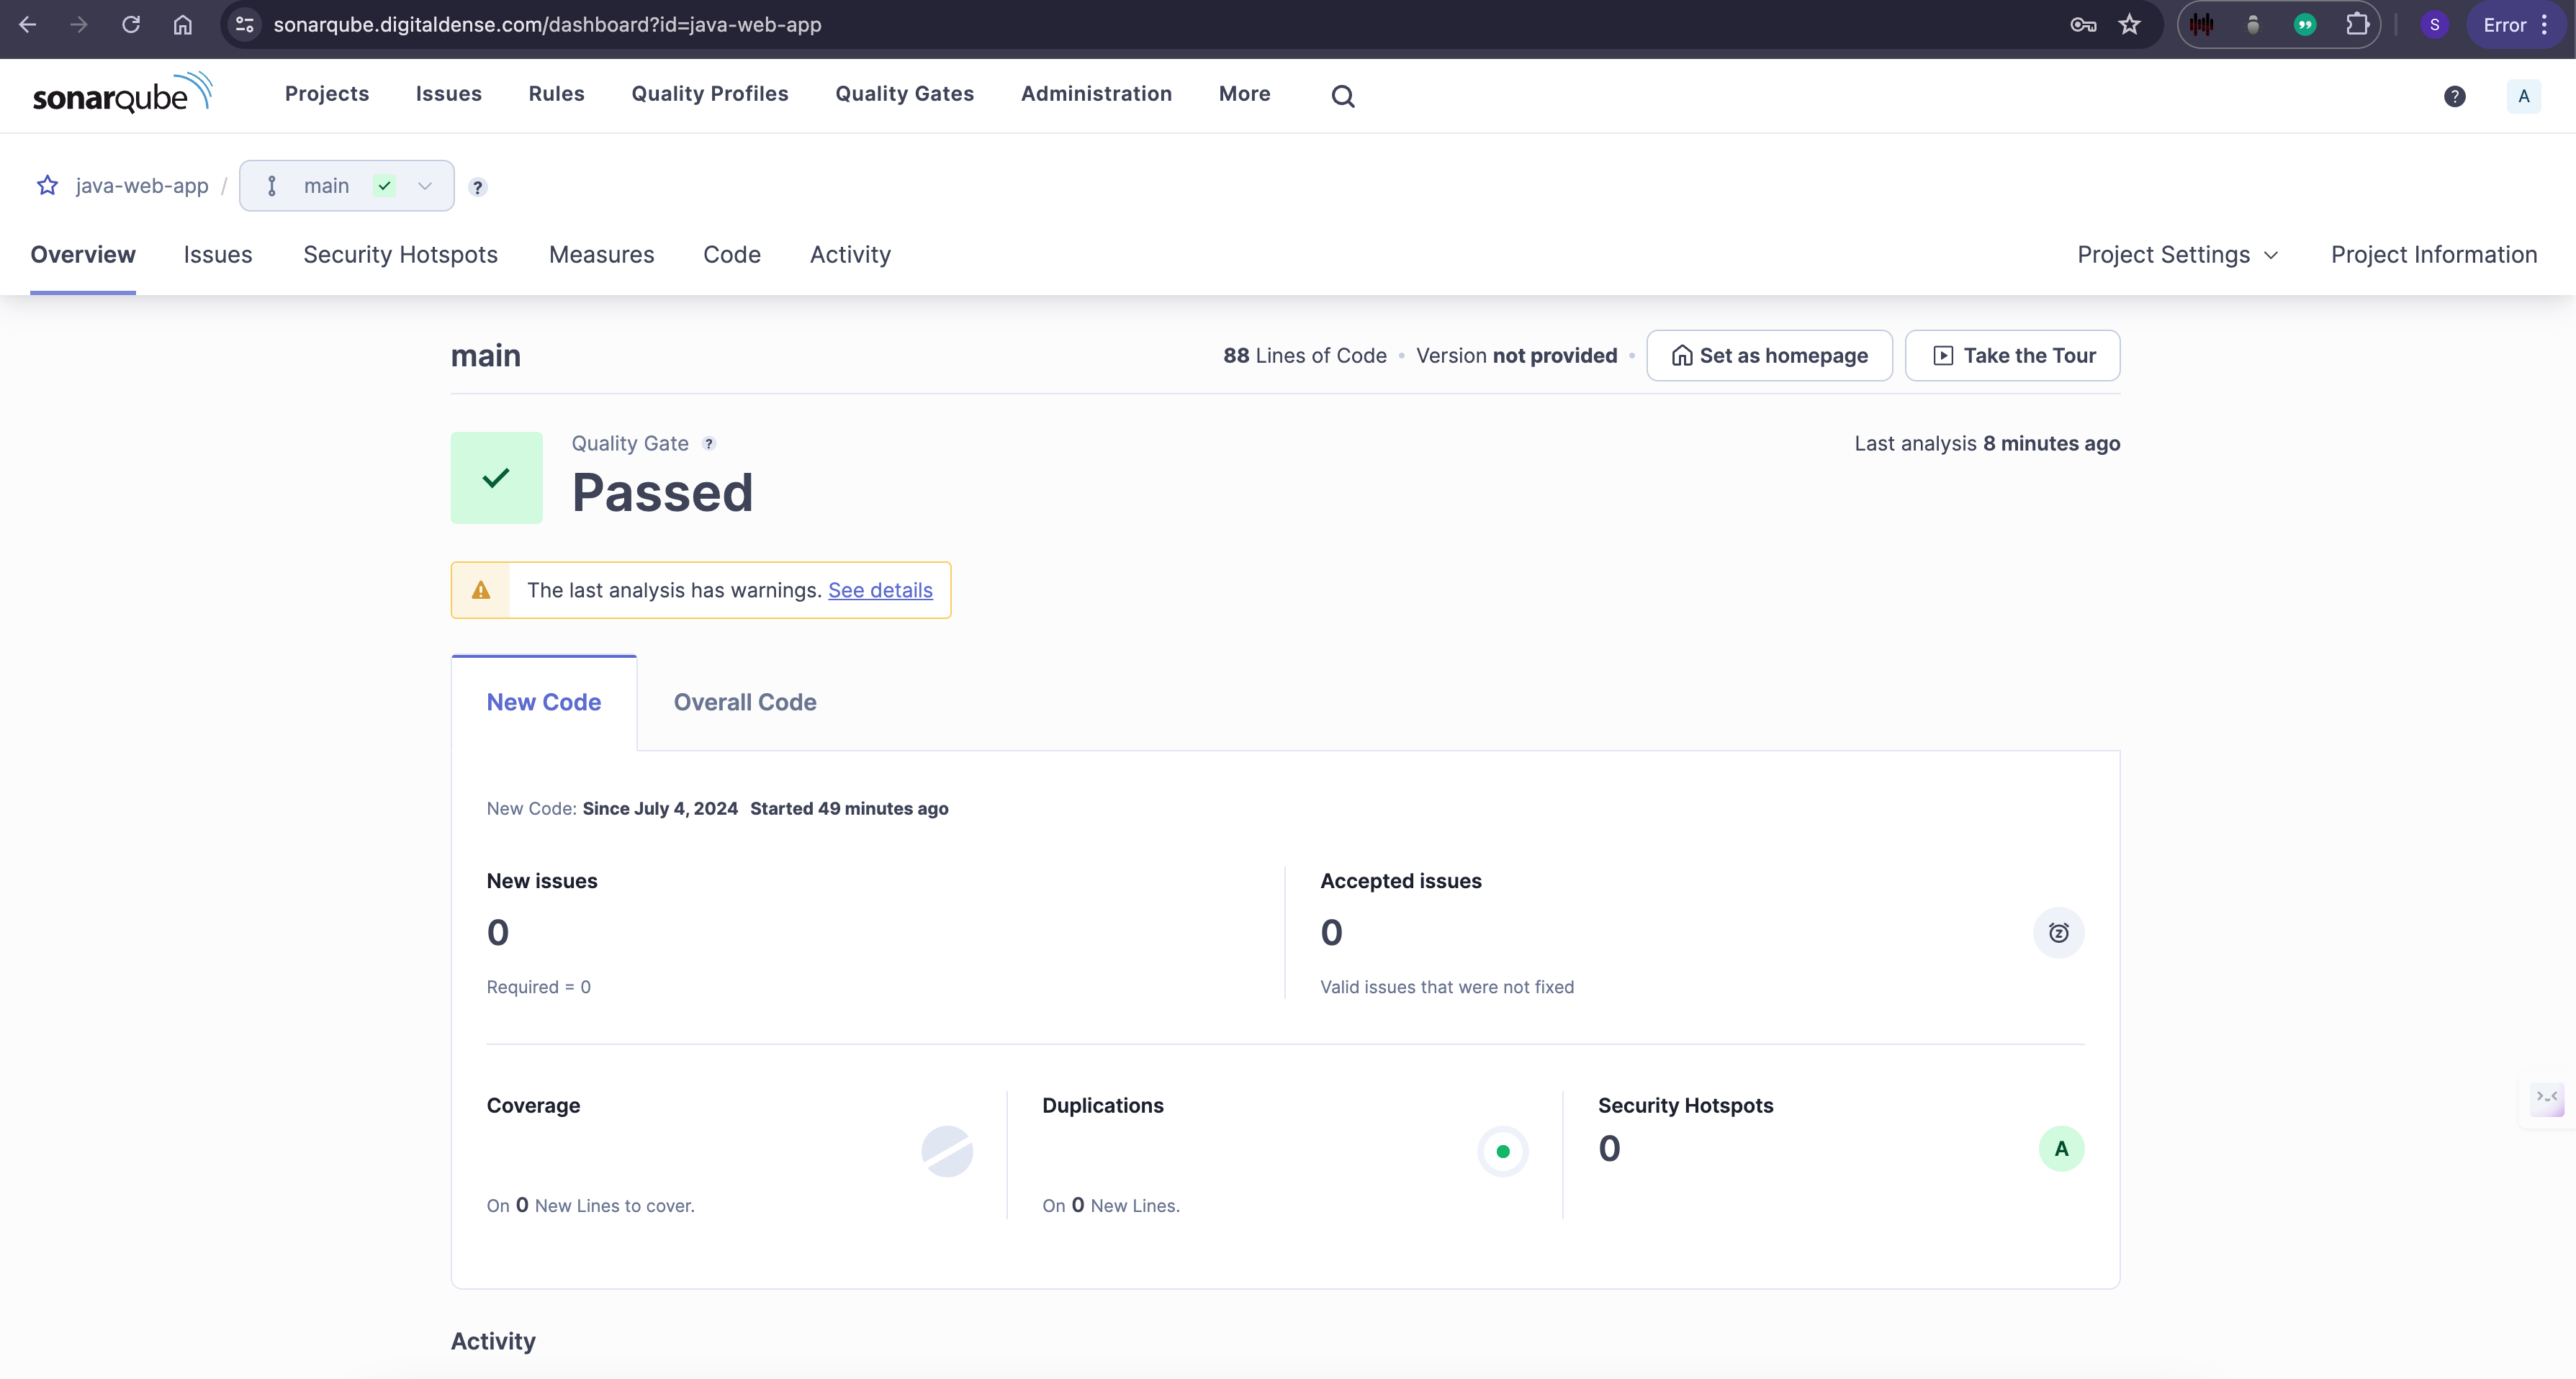 sonarqube.digitaldense.com/dashboard?id=java-web-app
S
Error
sonarqube
Projects
Issues
Rules
Quality Profiles
Quality Gates
Administration
More
?
A
java-web-app / main
?
Overview
Issues
Security Hotspots
Measures
Code
Activity
Project Settings
Project Information
main
88 Lines of Code • Version not provided •
Set as homepage
Take the Tour
Quality Gate ?
Passed
Last analysis 8 minutes ago
The last analysis has warnings. See details
New Code
Overall Code
New Code: Since July 4, 2024 Started 49 minutes ago
New issues
0
Required = 0
Accepted issues
0
Valid issues that were not fixed
Coverage
On 0 New Lines to cover.
Duplications
On 0 New Lines.
Security Hotspots
0
A
Activity